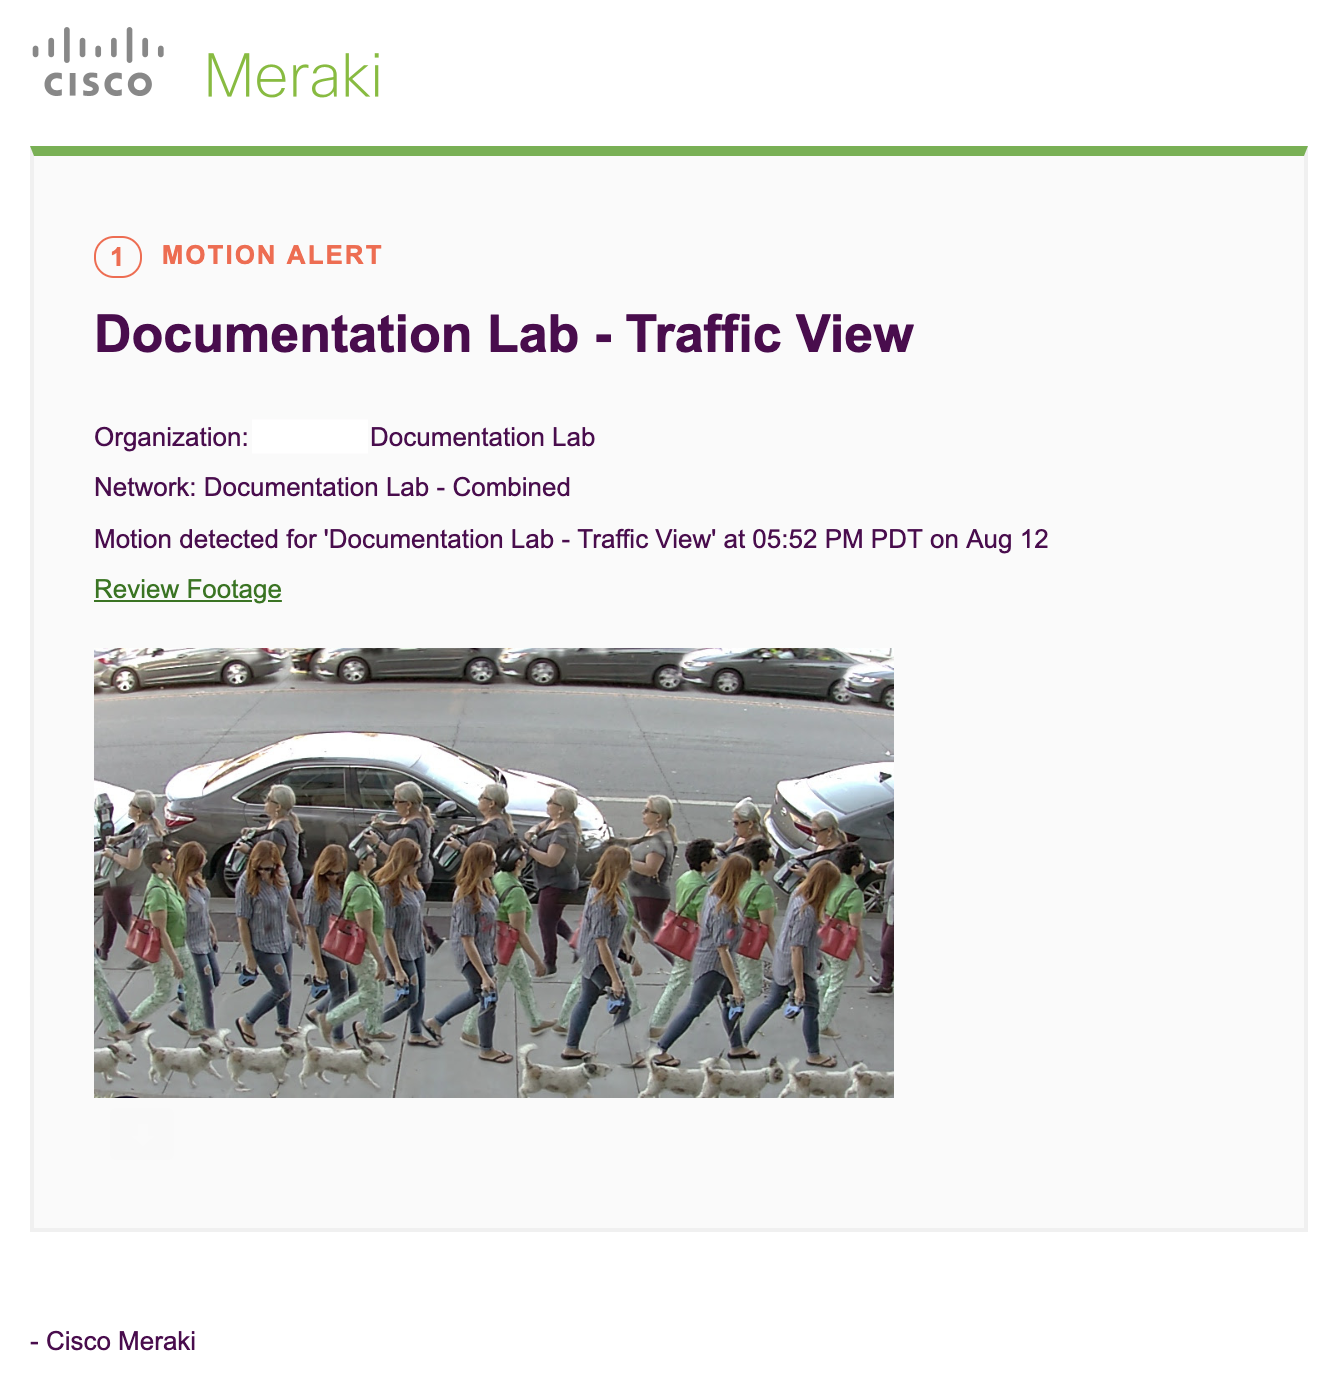 CISCO
Meraki
1 MOTION ALERT
Documentation Lab - Traffic View
Organization: Documentation Lab
Network: Documentation Lab - Combined
Motion detected for 'Documentation Lab - Traffic View' at 05:52 PM PDT on Aug 12
Review Footage
- Cisco Meraki